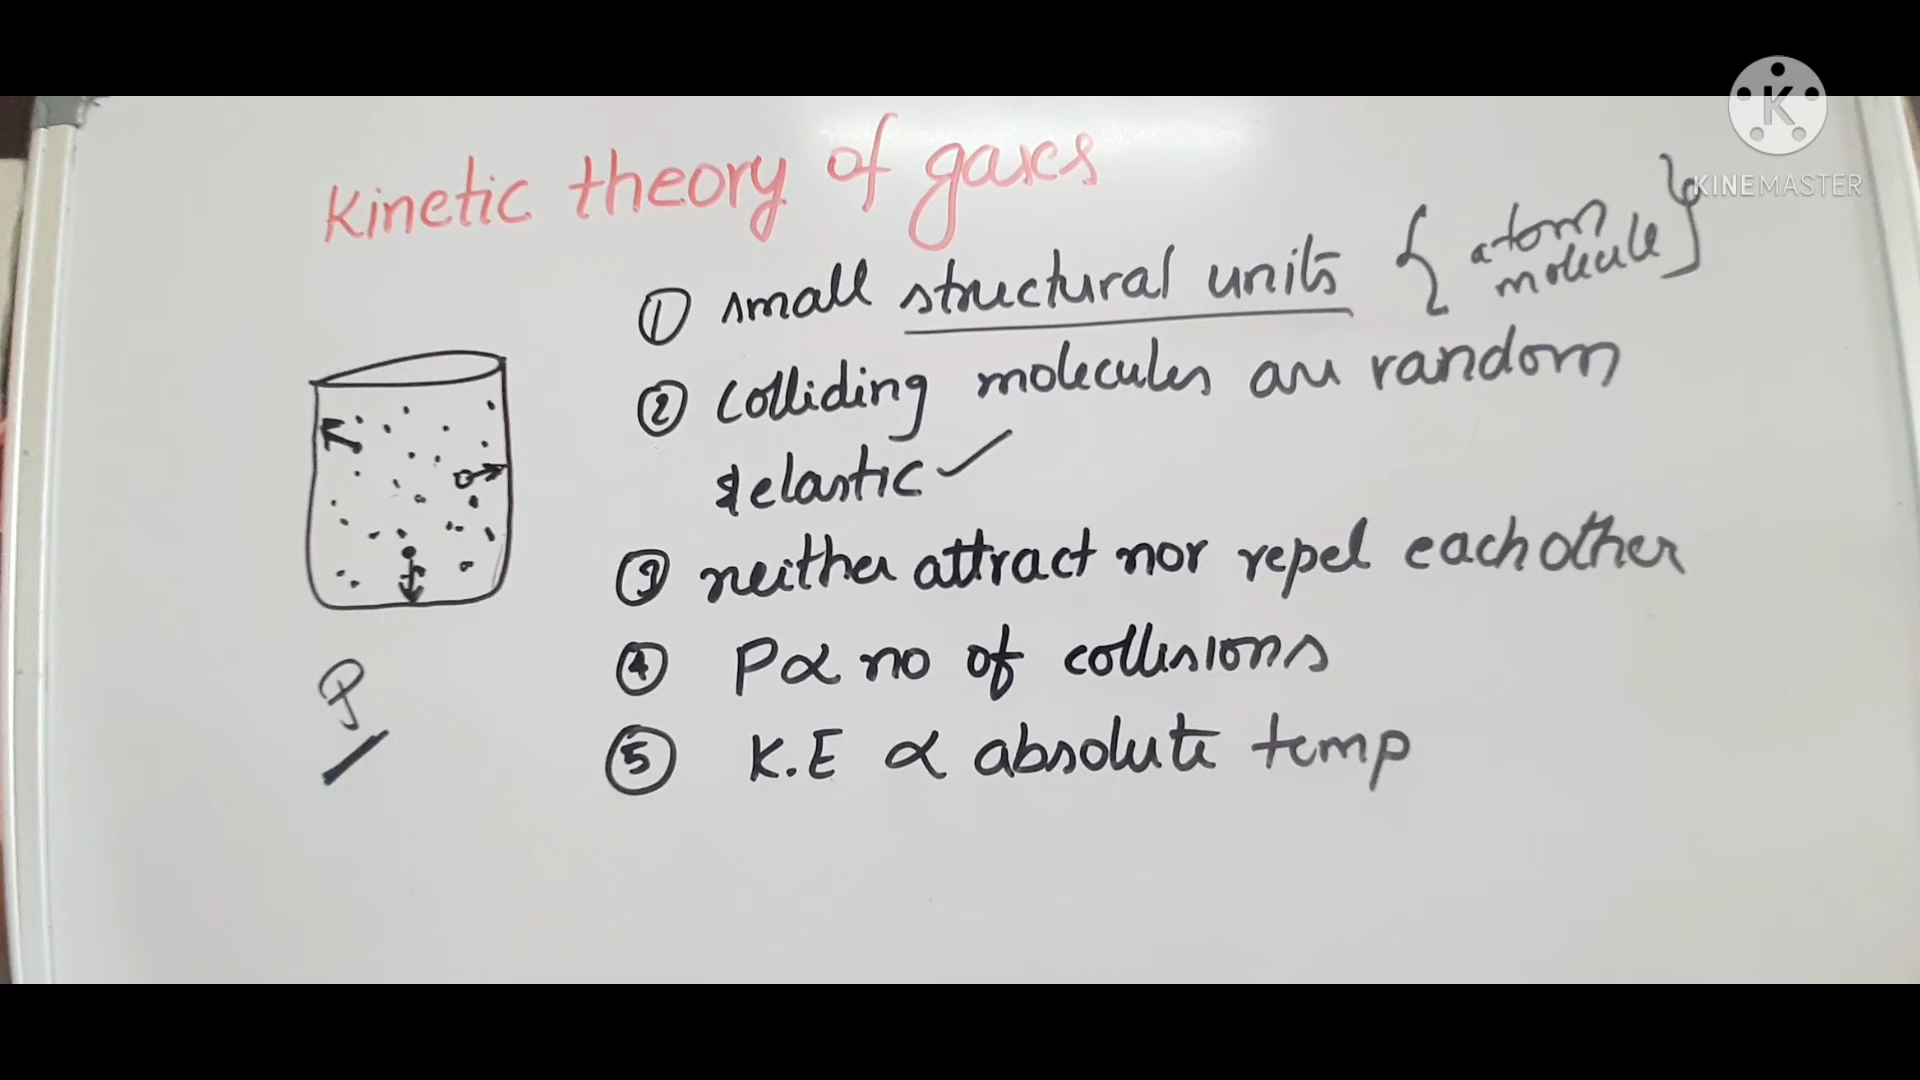 Kinetic theory of gases
① small structural units { atom
molecule }
② colliding molecules are random
& elastic ✓
③ neither attract nor repel each other
④ P α no of collisions
⑤ K.E α absolute temp
P
K
KINEMASTER